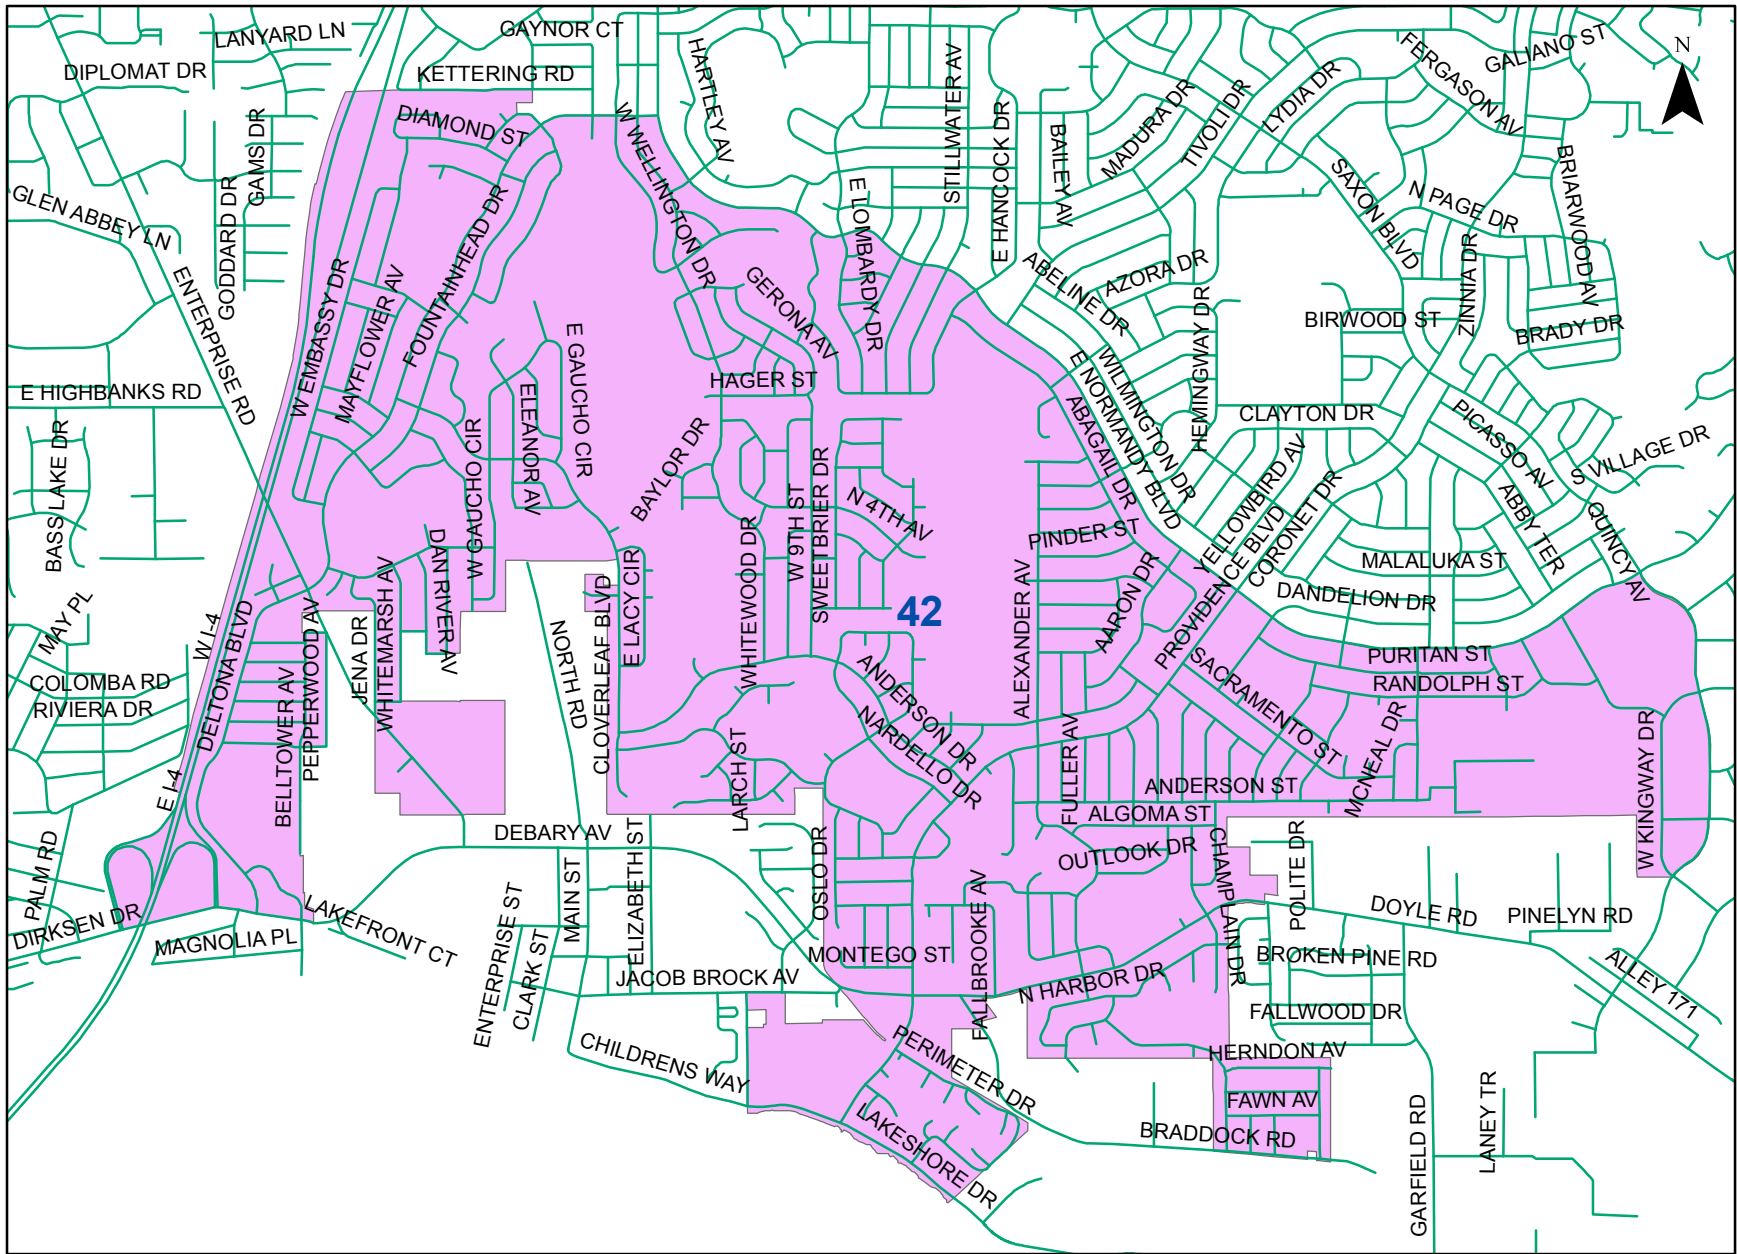 LANYARD LN
GAYNOR CT
DIPLOMAT DR
KETTERING RD
HARTLEY AV
STILLWATER AV
FERGASON AV
GALIANO ST
N
DIAMOND ST
GAMS DR
W WELLINGTON DR
E HANCOCK DR
BAILEY AV
MADURA DR
TIVOLI DR
LYDIA DR
SAXON BLVD
BRIARWOOD AV
N PAGE DR
GLEN ABBEY LN
GODDARD DR
E LOMBARDY DR
FOUNTAINHEAD DR
ENTERPRISE RD
W EMBASSY DR
MAYFLOWER AV
GERONA AV
ABELINE DR
AZORA DR
ZINNIA DR
HEMINGWAY DR
BIRWOOD ST
BRADY DR
E GAUCHO CIR
E HIGHBANKS RD
HAGER ST
ELEANOR AV
E NORMANDY BLVD
WILMINGTON DR
ABAGAIL DR
CLAYTON DR
PICASSO AV
S VILLAGE DR
BASS LAKE DR
W GAUCHO CIR
BAYLOR DR
SWEETBRIER DR
W 9TH ST
N 4TH AV
YELLOWBIRD AV
CORONET DR
ABBY TER
QUINCY AV
WHITEWOOD DR
DAN RIVER AV
PINDER ST
PROVIDENCE BLVD
MALALUKA ST
DANDELION DR
MAY PL
W I-4
DELTONA BLVD
PEPPERWOOD AV
JENA DR
WHITEMARSH AV
NORTH RD
CLOVERLEAF BLVD
E LACY CIR
42
ALEXANDER AV
AARON DR
PURITAN ST
RANDOLPH ST
COLOMBA RD
RIVIERA DR
BELLTOWER AV
ANDERSON DR
NARDELLO DR
SACRAMENTO ST
MCNEAL DR
W KINGWAY DR
E I-4
LARCH ST
FULLER AV
ANDERSON ST
ALGOMA ST
DEBARY AV
OUTLOOK DR
CHAMPLAIN DR
POLITE DR
PALM RD
MAIN ST
ELIZABETH ST
OSLO DR
FALLBROOKE AV
DOYLE RD
PINELYN RD
DIRKSEN DR
MAGNOLIA PL
LAKEFRONT CT
ENTERPRISE ST
CLARK ST
MONTEGO ST
BROKEN PINE RD
ALLEY 171
JACOB BROCK AV
N HARBOR DR
FALLWOOD DR
CHILDRENS WAY
PERIMETER DR
HERNDON AV
FAWN AV
LAKESHORE DR
BRADDOCK RD
GARFIELD RD
LANEY TR